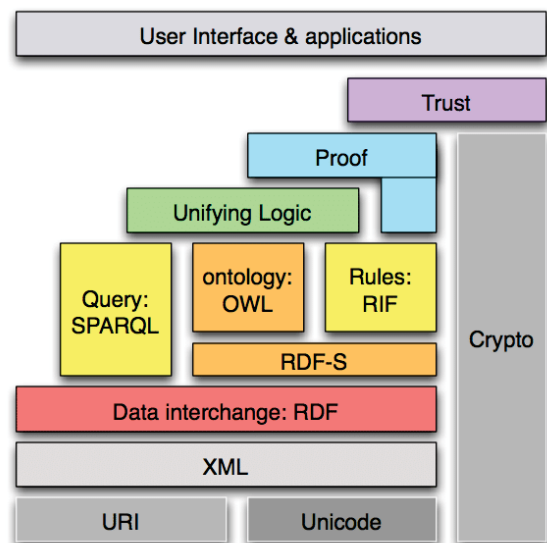 User Interface & applications
Trust
Proof
Unifying Logic
Query:
SPARQL
ontology:
OWL
Rules:
RIF
Crypto
RDF-S
Data interchange: RDF
XML
URI
Unicode